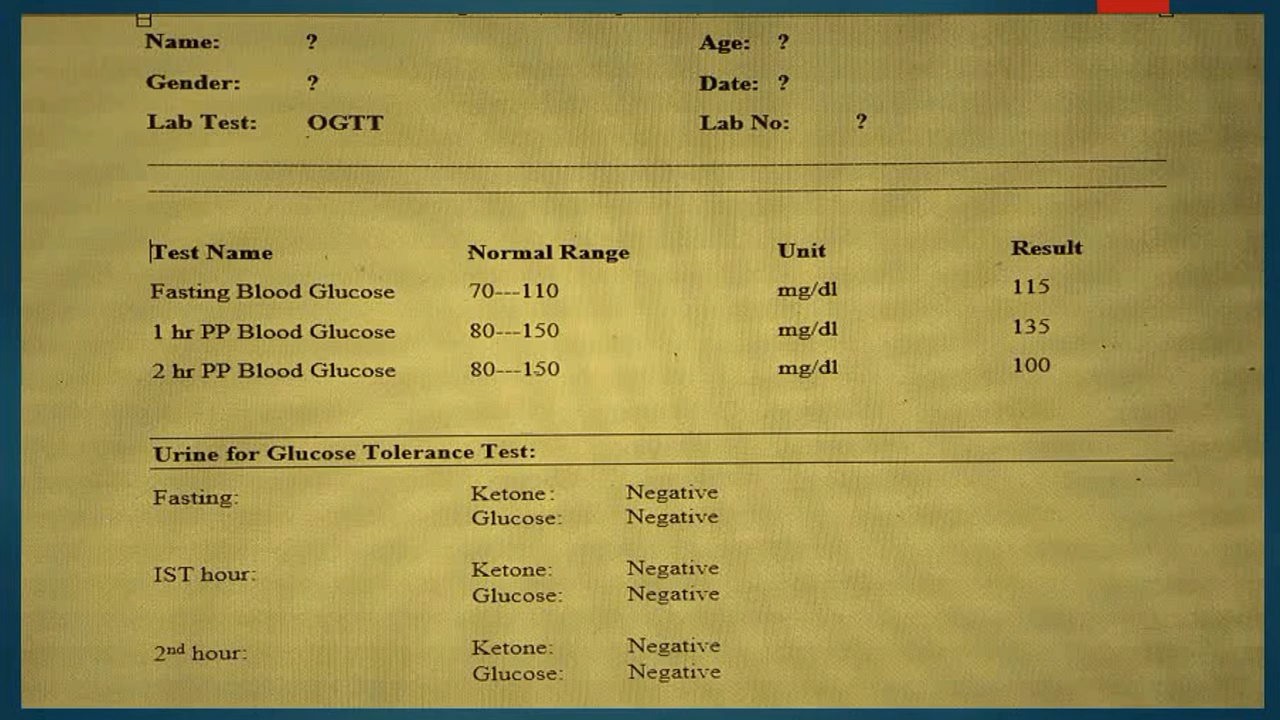 Name: ? Age: ?
Gender: ? Date: ?
Lab Test: OGTT Lab No: ?
Test Name Normal Range Unit Result
Fasting Blood Glucose 70---110 mg/dl 115
1 hr PP Blood Glucose 80---150 mg/dl 135
2 hr PP Blood Glucose 80---150 mg/dl 100
Urine for Glucose Tolerance Test:
Fasting: Ketone: Negative
Glucose: Negative
IST hour: Ketone: Negative
Glucose: Negative
2nd hour: Ketone: Negative
Glucose: Negative